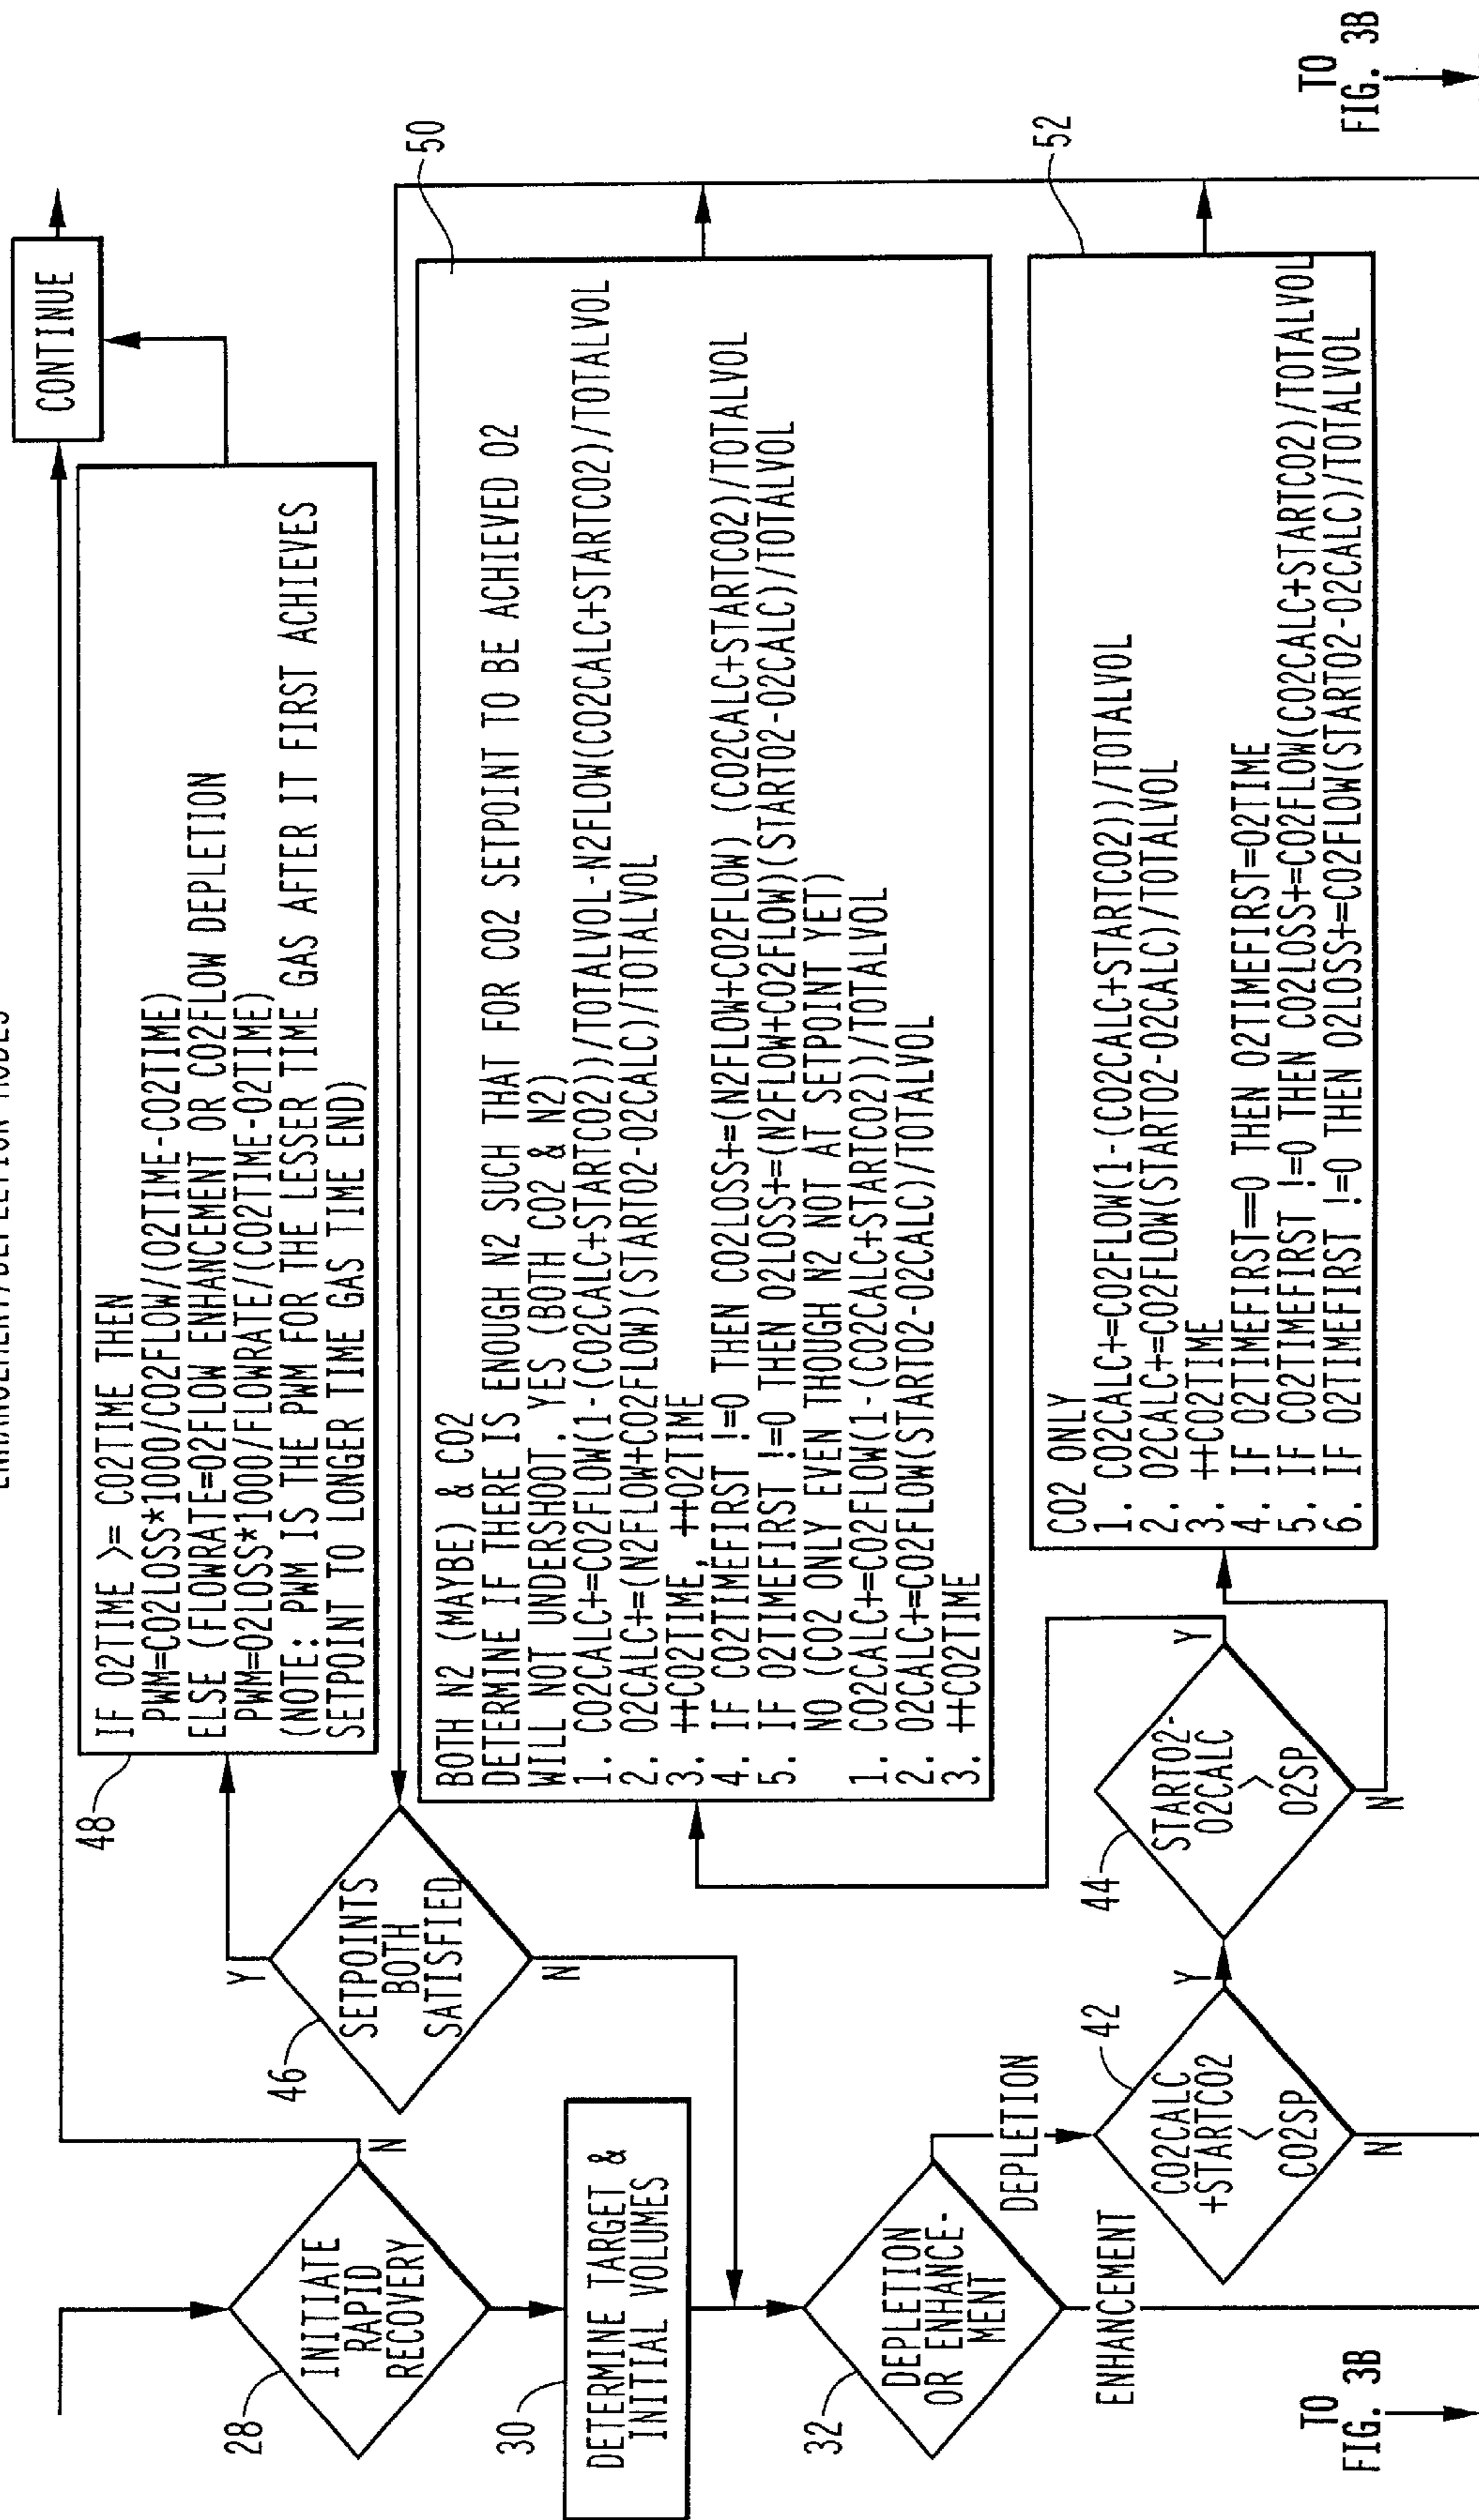 28
INITIATE
RAPID
RECOVERY
N
CONTINUE
30
DETERMINE TARGET &
INITIAL VOLUMES
46
SETPOINTS
BOTH
SATISFIED
Y
N
48
IF O2TIME >= CO2TIME THEN
PWM=CO2LOSS*1000/CO2FLOW/(O2TIME-CO2TIME)
ELSE (FLOWRATE=O2FLOW ENHANCEMENT OR CO2FLOW DEPLETION
PWM=O2LOSS*1000/FLOWRATE/(CO2TIME-O2TIME)
(NOTE: PWM IS THE PWM FOR THE LESSER TIME GAS AFTER IT FIRST ACHIEVES
SETPOINT TO LONGER TIME GAS TIME END)
50
BOTH N2 (MAYBE) & CO2
DETERMINE IF THERE IS ENOUGH N2 SUCH THAT FOR CO2 SETPOINT TO BE ACHIEVED O2
WILL NOT UNDERSHOOT. YES (BOTH CO2 & N2)
1. CO2CALC+=CO2FLOW(1-(CO2CALC+STARTCO2))/TOTALVOL-N2FLOW(CO2CALC+STARTCO2)/TOTALVOL
2. O2CALC+=(N2FLOW+CO2FLOW)(STARTO2-O2CALC)/TOTALVOL
3. ++CO2TIME, ++O2TIME
4. IF CO2TIMEFIRST !=0 THEN CO2LOSS+=(N2FLOW+CO2FLOW) (CO2CALC+STARTCO2)/TOTALVOL
5. IF O2TIMEFIRST !=0 THEN O2LOSS+=(N2FLOW+CO2FLOW)(STARTO2-O2CALC)/TOTALVOL
NO (CO2 ONLY EVEN THOUGH N2 NOT AT SETPOINT YET)
1. CO2CALC+=CO2FLOW(1-(CO2CALC+STARTCO2))/TOTALVOL
2. O2CALC+=CO2FLOW(STARTO2-O2CALC)/TOTALVOL
3. ++CO2TIME
32
DEPLETION
OR ENHANCE-
MENT
DEPLETION
ENHANCEMENT
42
CO2CALC
+STARTCO2
<
CO2SP
Y
N
44
STARTO2-
O2CALC
>
O2SP
Y
N
52
CO2 ONLY
1. CO2CALC+=CO2FLOW(1-(CO2CALC+STARTCO2))/TOTALVOL
2. O2CALC+=CO2FLOW(STARTO2-O2CALC)/TOTALVOL
3. ++CO2TIME
4. IF O2TIMEFIRST==0 THEN O2TIMEFIRST=O2TIME
5. IF CO2TIMEFIRST !=0 THEN CO2LOSS+=CO2FLOW(CO2CALC+STARTCO2)/TOTALVOL
6. IF O2TIMEFIRST !=0 THEN O2LOSS+=CO2FLOW(STARTO2-O2CALC)/TOTALVOL
TO
FIG. 3B
TO
FIG. 3B